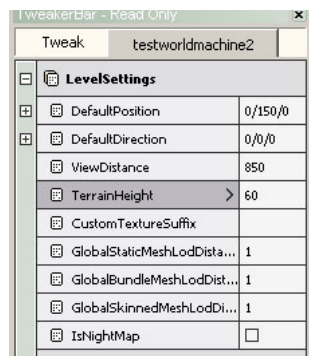 TweakerBar - Read Only x
Tweak testworldmachine2
LevelSettings
DefaultPosition 0/150/0
DefaultDirection 0/0/0
ViewDistance 850
TerrainHeight > 60
CustomTextureSuffix
GlobalStaticMeshLodDista... 1
GlobalBundleMeshLodDist... 1
GlobalSkinnedMeshLodDi... 1
IsNightMap